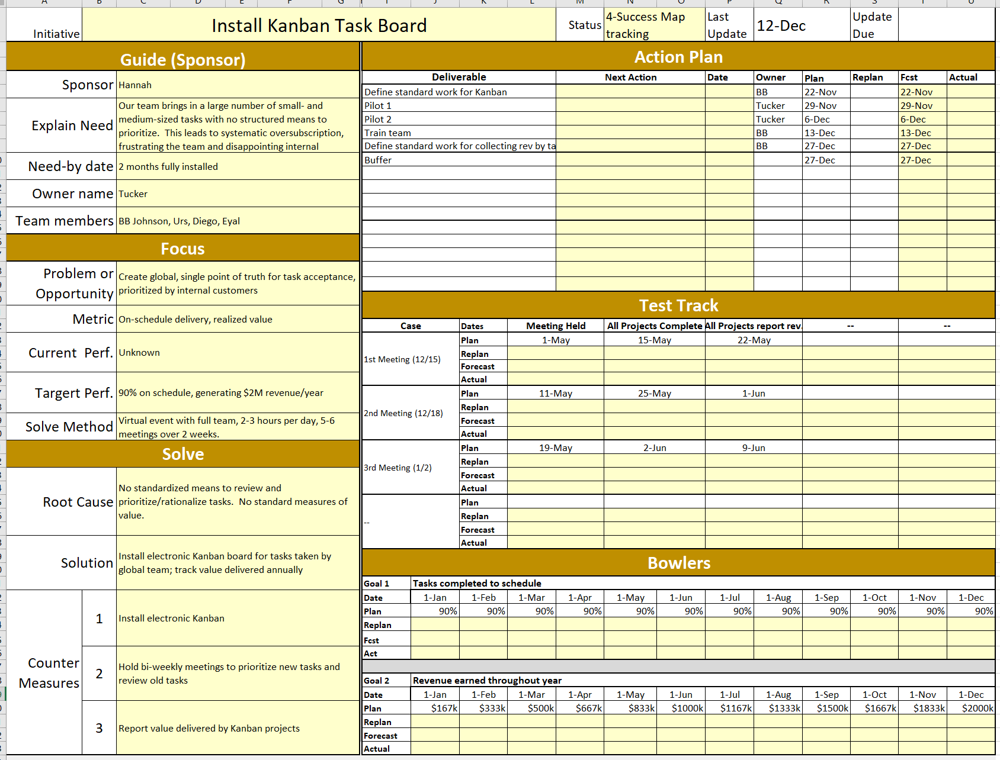 Initiative
Install Kanban Task Board
Status
4-Success Map
tracking
Last
Update
12-Dec
Update
Due
Guide (Sponsor)
Sponsor Hannah
Explain Need
Our team brings in a large number of small- and
medium-sized tasks with no structured means to
prioritize.  This leads to systematic oversubscription,
frustrating the team and disappointing internal
Need-by date 2 months fully installed
Owner name Tucker
Team members BB Johnson, Urs, Diego, Eyal
Focus
Problem or
Opportunity
Create global, single point of truth for task acceptance,
prioritized by internal customers
Metric On-schedule delivery, realized value
Current  Perf. Unknown
Targert Perf. 90% on schedule, generating $2M revenue/year
Solve Method
Virtual event with full team, 2-3 hours per day, 5-6
meetings over 2 weeks.
Solve
Root Cause
No standardized means to review and
prioritize/rationalize tasks.  No standard measures of
value.
Solution
Install electronic Kanban board for tasks taken by
global team; track value delivered annually
Counter
Measures
1 Install electronic Kanban
2
Hold bi-weekly meetings to prioritize new tasks and
review old tasks
3 Report value delivered by Kanban projects
Action Plan
Deliverable Next Action Date Owner Plan Replan Fcst Actual
Define standard work for Kanban BB 22-Nov 22-Nov
Pilot 1 Tucker 29-Nov 29-Nov
Pilot 2 Tucker 6-Dec 6-Dec
Train team BB 13-Dec 13-Dec
Define standard work for collecting rev by ta BB 27-Dec 27-Dec
Buffer 27-Dec 27-Dec
Test Track
Case Dates Meeting Held All Projects Complete All Projects report rev. -- --
1st Meeting (12/15)
Plan 1-May 15-May 22-May
Replan
Forecast
Actual
2nd Meeting (12/18)
Plan 11-May 25-May 1-Jun
Replan
Forecast
Actual
3rd Meeting (1/2)
Plan 19-May 2-Jun 9-Jun
Replan
Forecast
Actual
--
Plan
Replan
Forecast
Actual
Bowlers
Goal 1 Tasks completed to schedule
Date 1-Jan 1-Feb 1-Mar 1-Apr 1-May 1-Jun 1-Jul 1-Aug 1-Sep 1-Oct 1-Nov 1-Dec
Plan 90% 90% 90% 90% 90% 90% 90% 90% 90% 90% 90% 90%
Replan
Fcst
Act
Goal 2 Revenue earned throughout year
Date 1-Jan 1-Feb 1-Mar 1-Apr 1-May 1-Jun 1-Jul 1-Aug 1-Sep 1-Oct 1-Nov 1-Dec
Plan $167k $333k $500k $667k $833k $1000k $1167k $1333k $1500k $1667k $1833k $2000k
Replan
Forecast
Actual